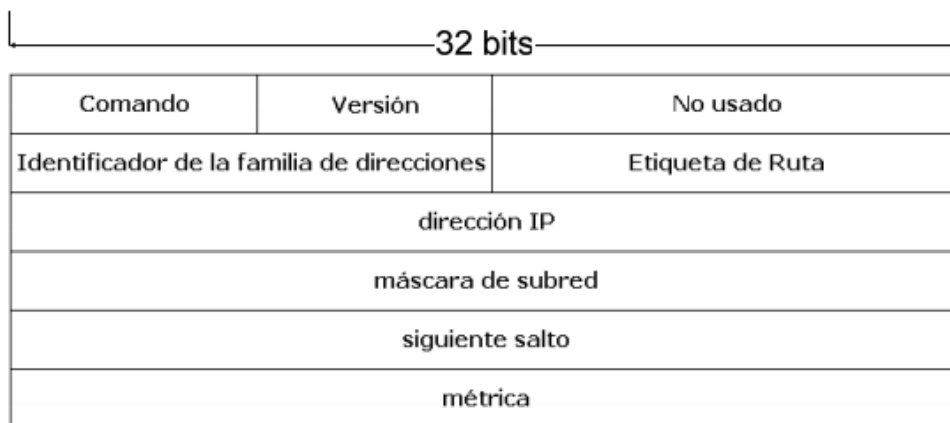 32 bits
Comando Versión No usado
Identificador de la familia de direcciones Etiqueta de Ruta
dirección IP
máscara de subred
siguiente salto
métrica